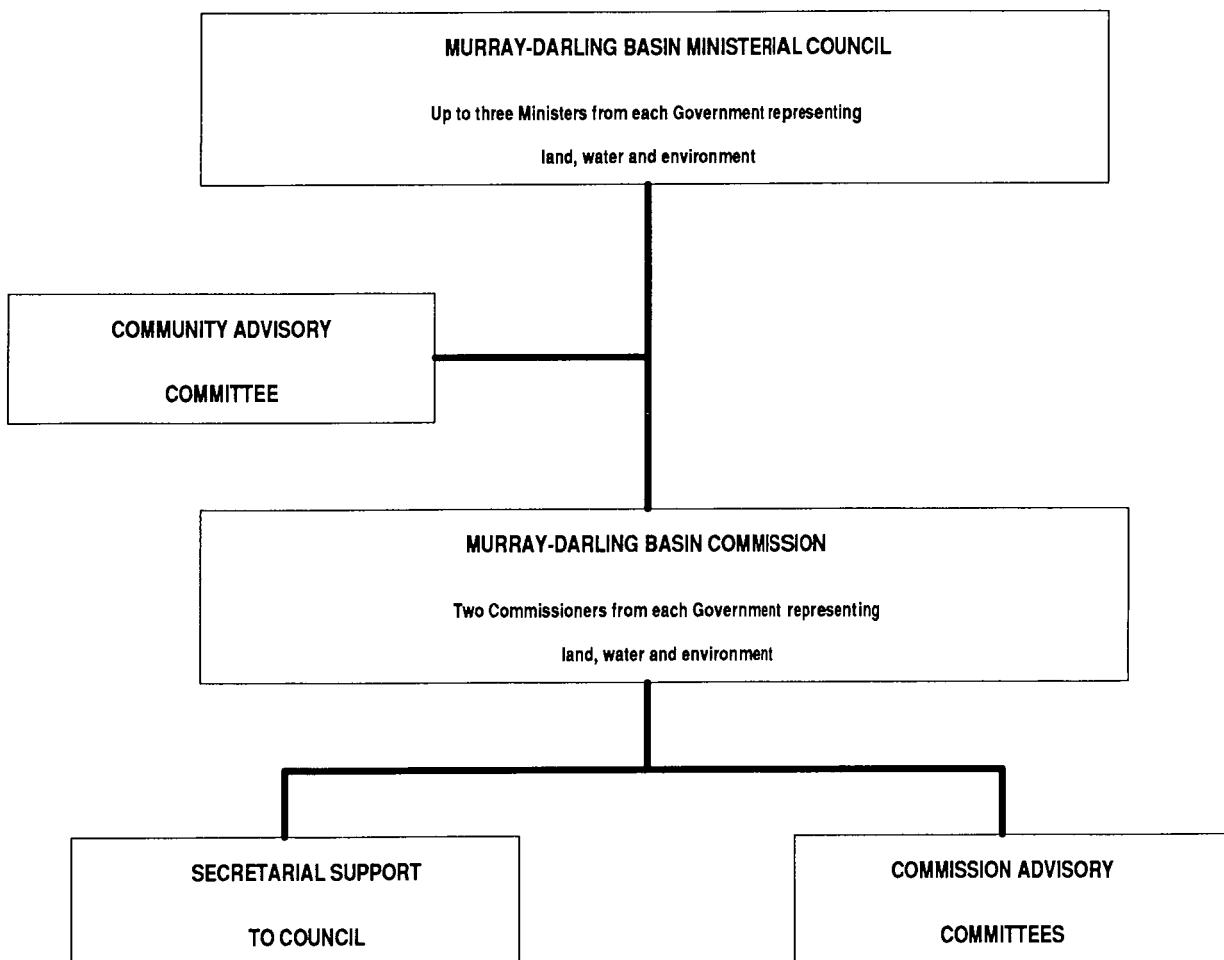 MURRAY-DARLING BASIN MINISTERIAL COUNCIL
Up to three Ministers from each Government representing
land, water and environment
COMMUNITY ADVISORY
COMMITTEE
MURRAY-DARLING BASIN COMMISSION
Two Commissioners from each Government representing
land, water and environment
SECRETARIAL SUPPORT
TO COUNCIL
COMMISSION ADVISORY
COMMITTEES